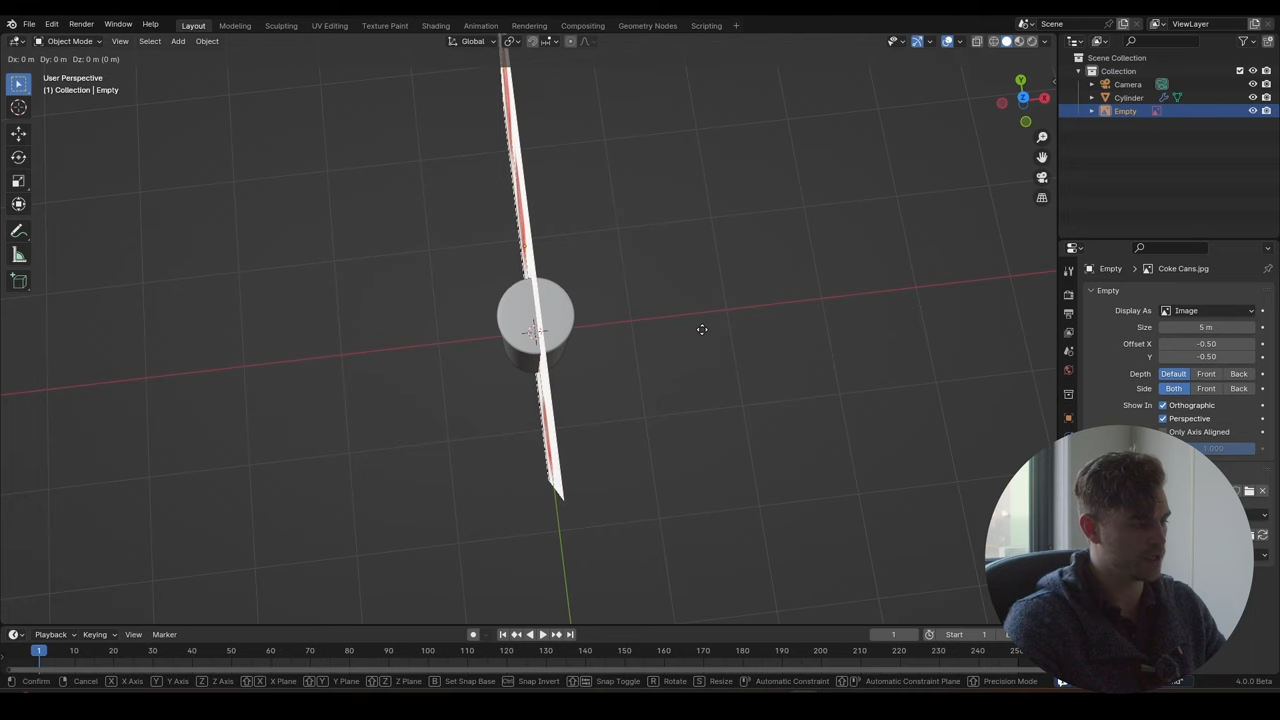 File Edit Render Window Help Layout Modeling Sculpting UV Editing Texture Paint Shading Animation Rendering Compositing Geometry Nodes Scripting + Scene ViewLayer
Object Mode View Select Add Object Global
Dx: 0 m Dy: 0 m Dz: 0 m (0 m)
User Perspective
(1) Collection | Empty
Y
Z
X
Scene Collection
Collection
Camera
Cylinder
Empty
Empty Coke Cans.jpg
Empty
Display As Image
Size 5 m
Offset X -0.50
Y -0.50
Depth Default Front Back
Side Both Front Back
Show In Orthographic
Perspective
Only Axis Aligned
1.000
Playback Keying View Marker 1 Start 1
1 10 20 30 40 50 60 70 80 90 100 110 120 130 140 150 160 170 180 190 200 210 220 230 240
Confirm Cancel X X Axis Y Y Axis Z Z Axis X X Plane Y Y Plane Z Z Plane B Set Snap Base Ctrl Snap Invert Snap Toggle R Rotate S Resize Automatic Constraint Automatic Constraint Plane Precision Mode 4.0.0 Beta